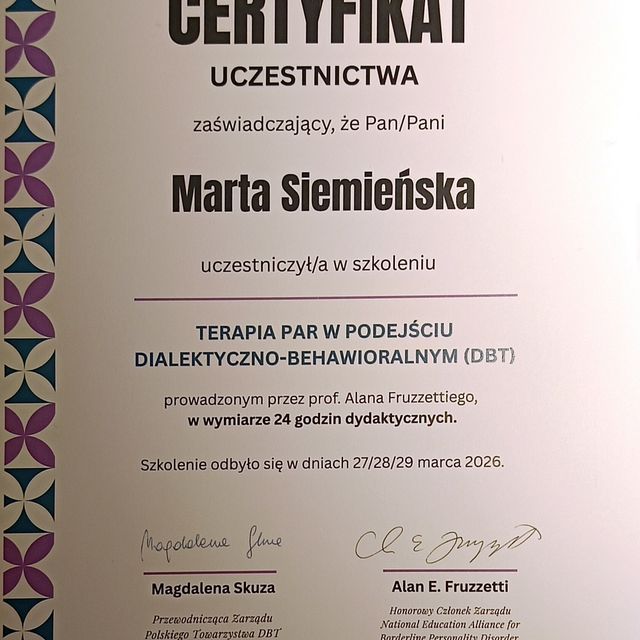 CERTYFIKAT
UCZESTNICTWA
zaświadczający, że Pan/Pani
Marta Siemieńska
uczestniczył/a w szkoleniu
TERAPIA PAR W PODEJŚCIU
DIALEKTYCZNO-BEHAWIORALNYM (DBT)
prowadzonym przez prof. Alana Fruzzettiego,
w wymiarze 24 godzin dydaktycznych.
Szkolenie odbyło się w dniach 27/28/29 marca 2026.
Magdalena Skuza
Przewodnicząca Zarządu
Polskiego Towarzystwa DBT
Alan E. Fruzzetti
Honorowy Członek Zarządu
National Education Alliance for
Borderline Personality Disorder